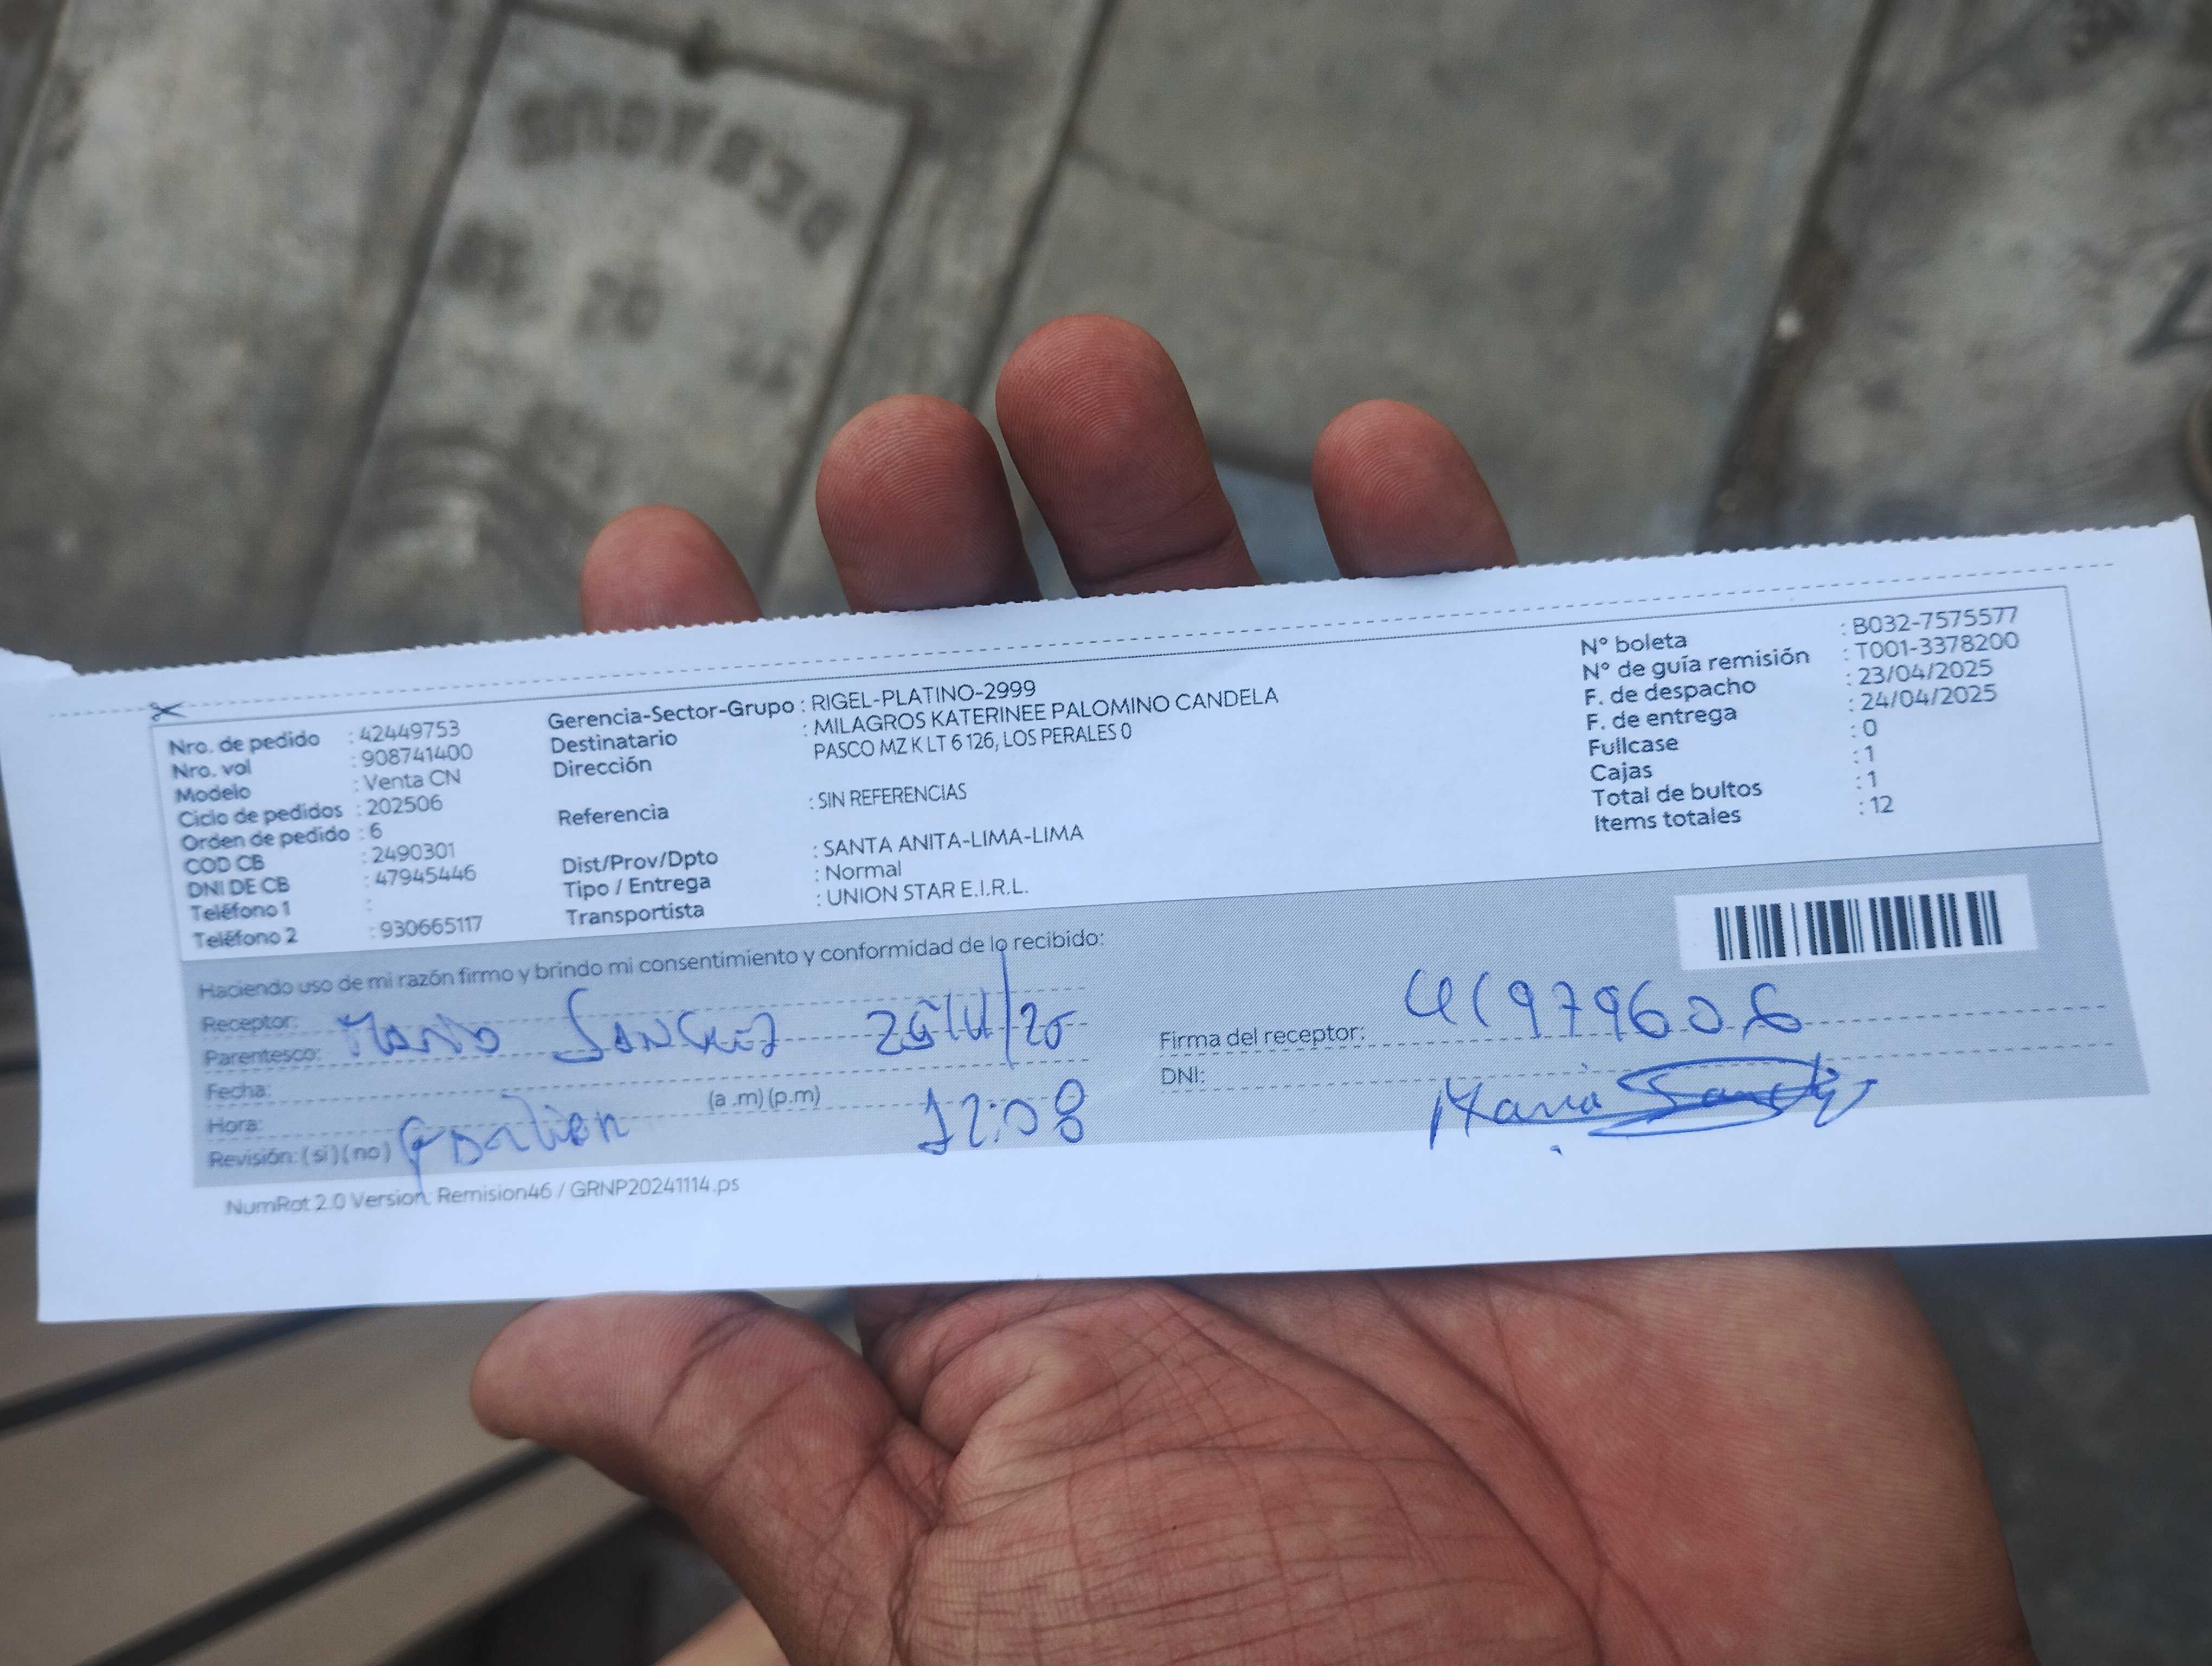 Nro. de pedido : 42449753
Nro. vol : 908741400
Modelo : Venta CN
Ciclo de pedidos : 202506
Orden de pedido : 6
COD CB : 2490301
DNI DE CB : 47945446
Teléfono 1 :
Teléfono 2 : 930665117
Gerencia-Sector-Grupo : RIGEL-PLATINO-2999
Destinatario : MILAGROS KATERINEE PALOMINO CANDELA
Dirección PASCO MZ K LT 6 126, LOS PERALES 0
Referencia : SIN REFERENCIAS
Dist/Prov/Dpto : SANTA ANITA-LIMA-LIMA
Tipo / Entrega : Normal
Transportista : UNION STAR E.I.R.L.
N° boleta : B032-7575577
N° de guía remisión : T001-3378200
F. de despacho : 23/04/2025
F. de entrega : 24/04/2025
Fullcase : 0
Cajas : 1
Total de bultos : 1
Items totales : 12
Haciendo uso de mi razón firmo y brindo mi consentimiento y conformidad de lo recibido:
Receptor:
Parentesco:
Fecha:
Hora: (a .m) (p.m) 12:08
Revisión: (si) (no)
Firma del receptor: 41979606
DNI: Maria
NumRot 2.0 Version: Remision46 / GRNP20241114.ps